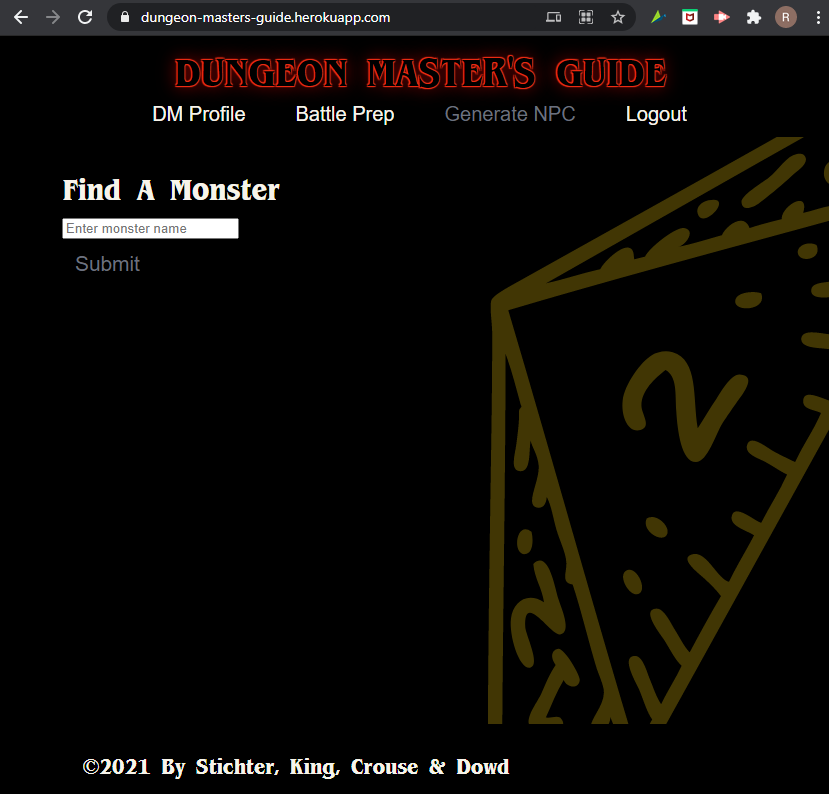 dungeon-masters-guide.herokuapp.com
R
DUNGEON MASTER'S GUIDE
DM Profile Battle Prep Generate NPC Logout
Find A Monster
Enter monster name
Submit
2
2
©2021 By Stichter, King, Crouse & Dowd